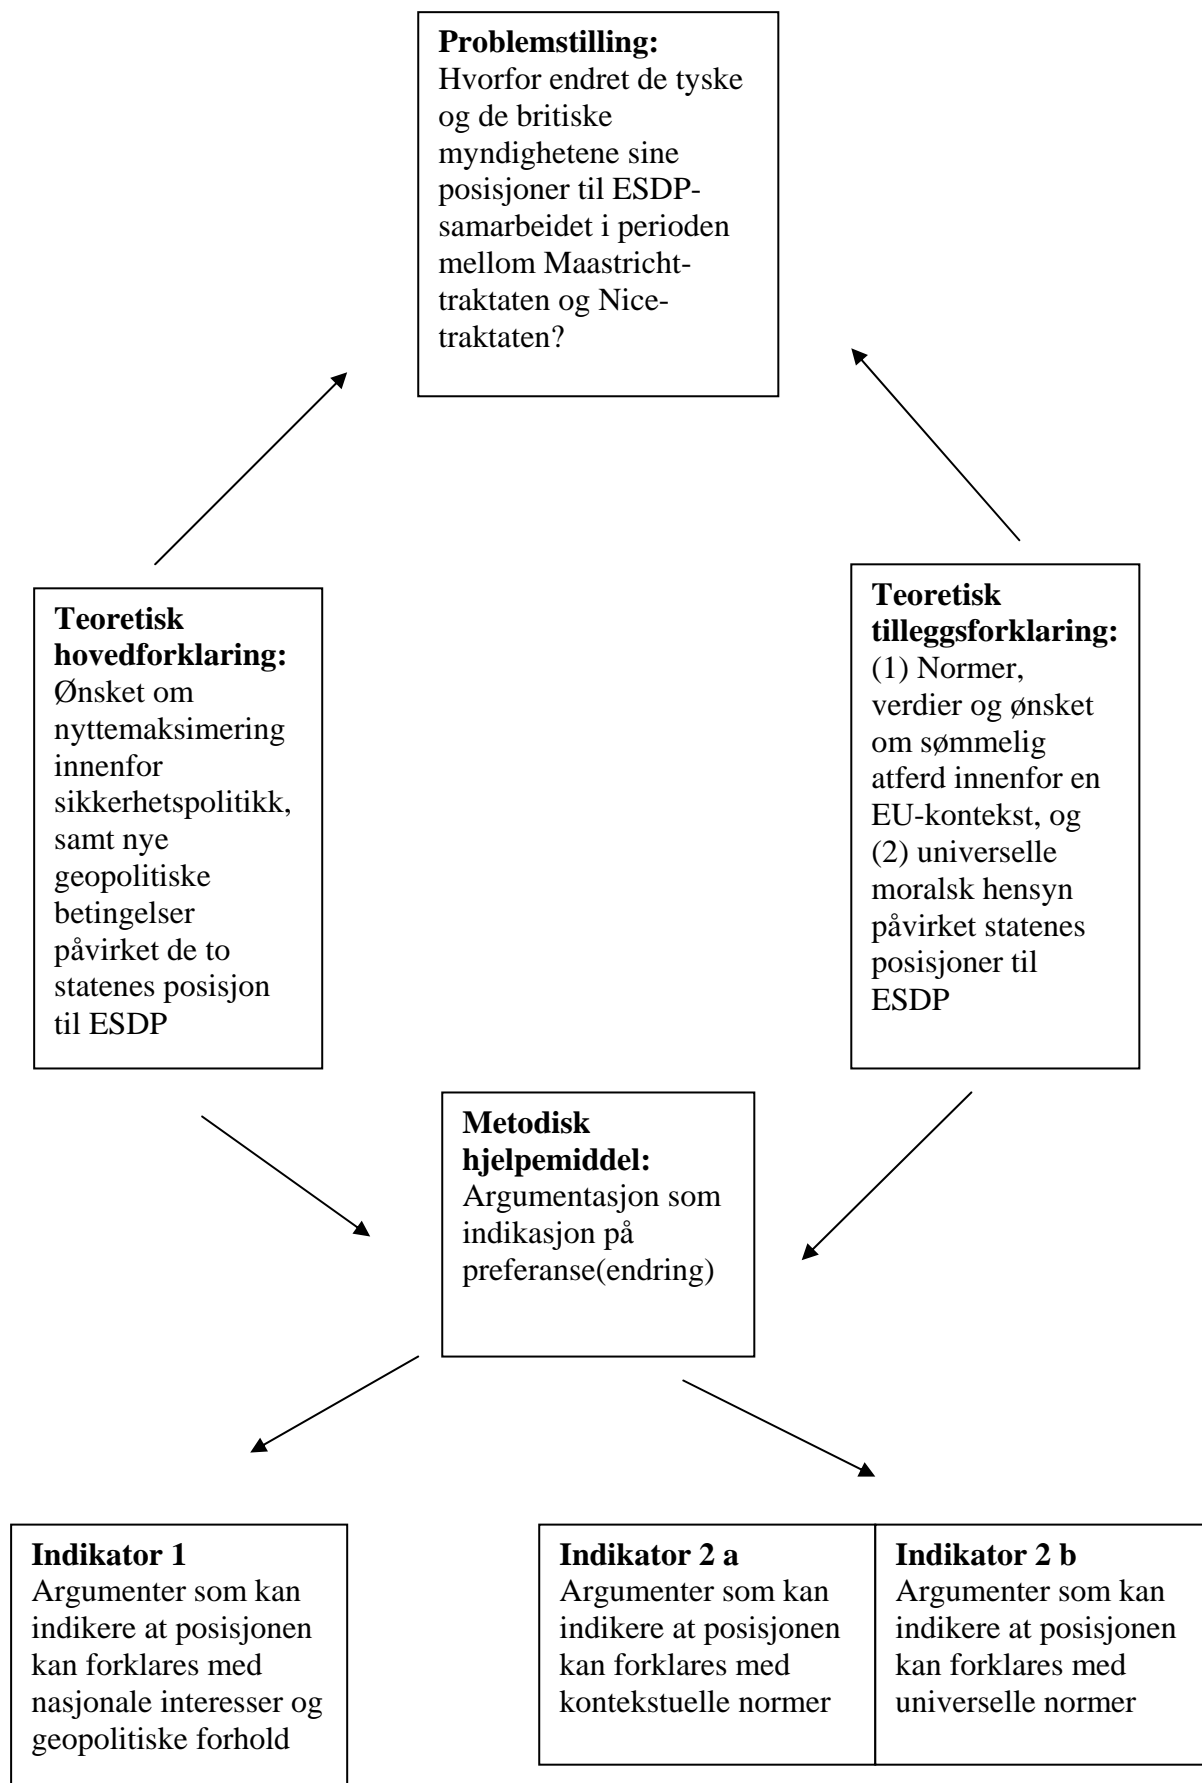 Problemstilling:
Hvorfor endret de tyske
og de britiske
myndighetene sine
posisjoner til ESDP-
samarbeidet i perioden
mellom Maastricht-
traktaten og Nice-
traktaten?
Teoretisk
hovedforklaring:
Ønsket om
nyttemaksimering
innenfor
sikkerhetspolitikk,
samt nye
geopolitiske
betingelser
påvirket de to
statenes posisjon
til ESDP
Teoretisk
tilleggsforklaring:
(1) Normer,
verdier og ønsket
om sømmelig
atferd innenfor en
EU-kontekst, og
(2) universelle
moralsk hensyn
påvirket statenes
posisjoner til
ESDP
Metodisk
hjelpemiddel:
Argumentasjon som
indikasjon på
preferanse(endring)
Indikator 1
Argumenter som kan
indikere at posisjonen
kan forklares med
nasjonale interesser og
geopolitiske forhold
Indikator 2 a
Argumenter som kan
indikere at posisjonen
kan forklares med
kontekstuelle normer
Indikator 2 b
Argumenter som kan
indikere at posisjonen
kan forklares med
universelle normer